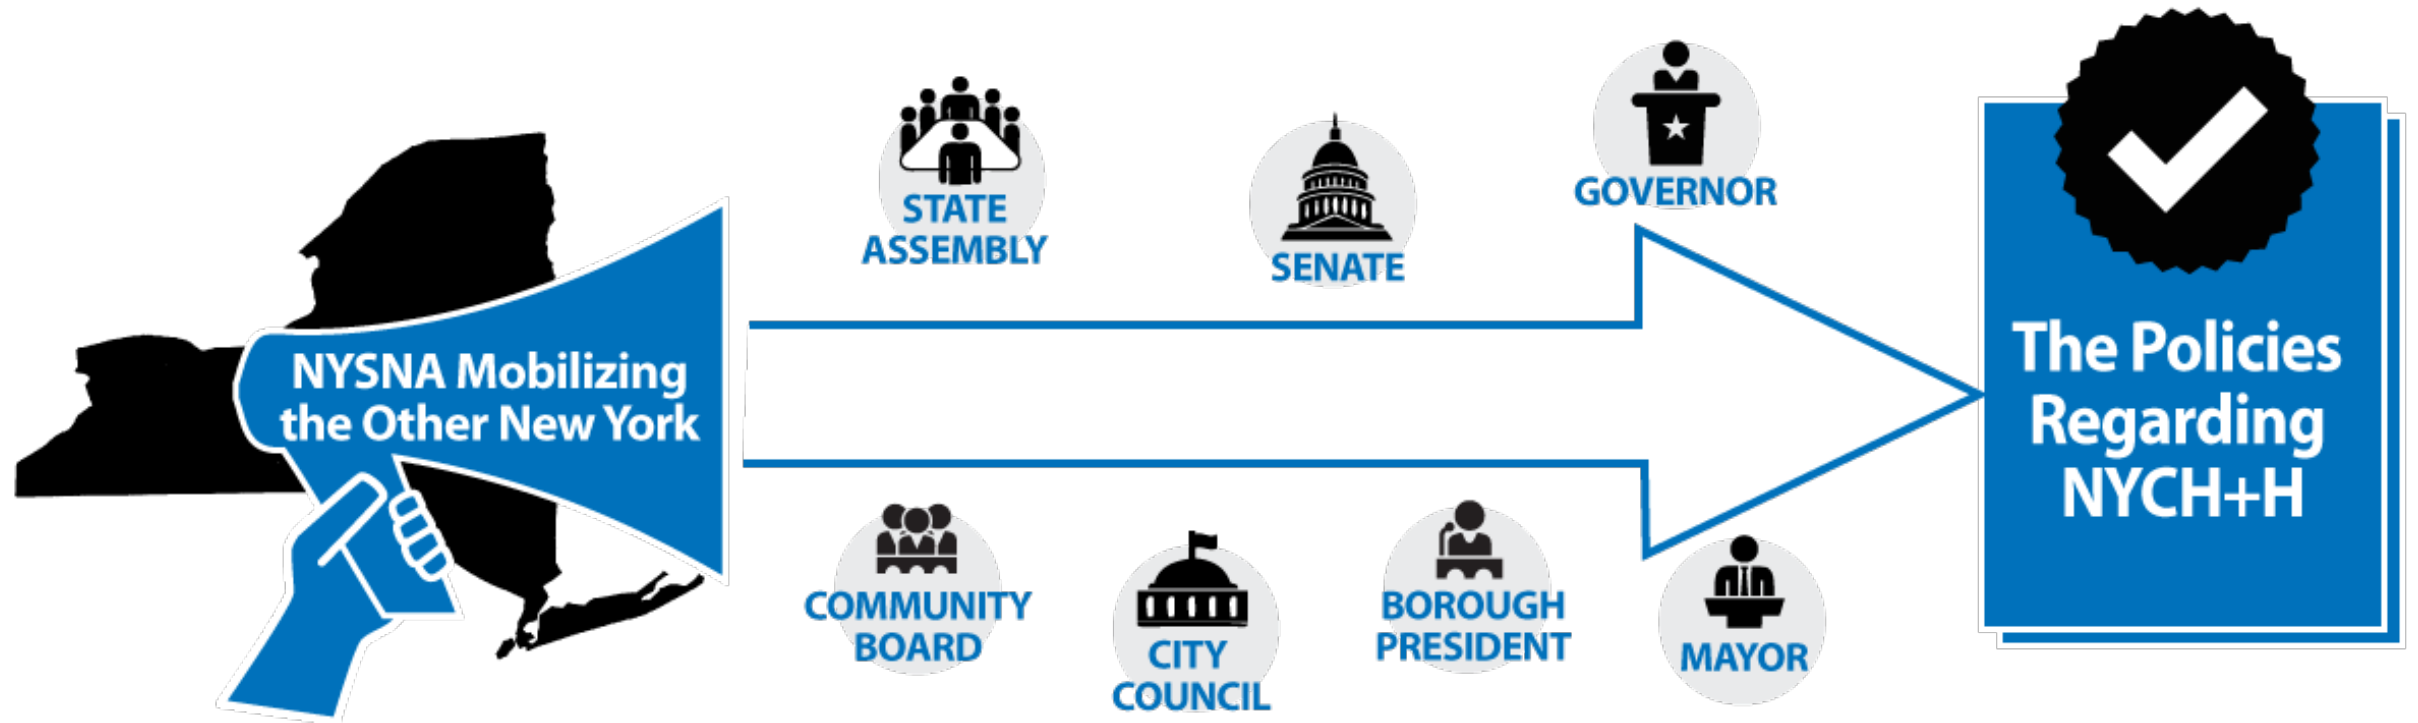 NYSNA Mobilizing
the Other New York
STATE
ASSEMBLY
SENATE
GOVERNOR
COMMUNITY
BOARD
CITY
COUNCIL
BOROUGH
PRESIDENT
MAYOR
The Policies
Regarding
NYCH+H